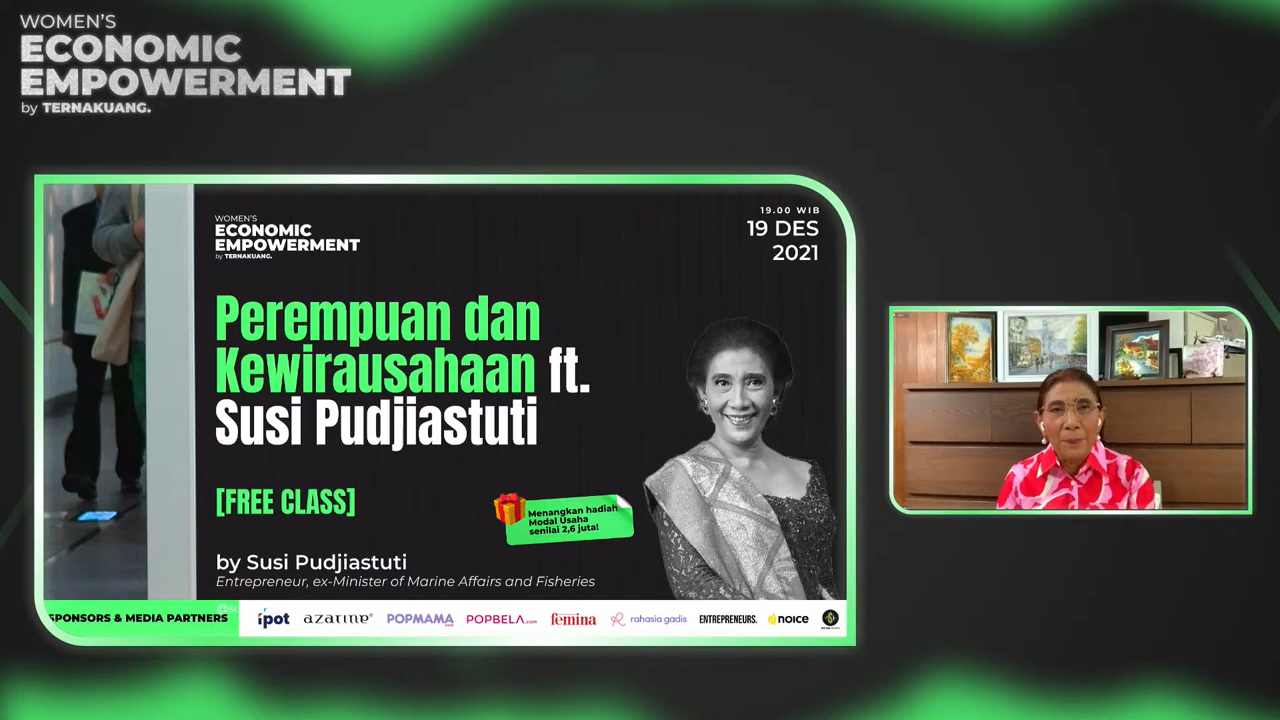 WOMEN'S
ECONOMIC
EMPOWERMENT
by TERNAKUANG.
WOMEN'S
ECONOMIC
EMPOWERMENT
by TERNAKUANG.
19.00 WIB
19 DES
2021
Perempuan dan
Kewirausahaan ft.
Susi Pudjiastuti
[FREE CLASS]
Menangkan hadiah
Modal Usaha
senilai 2,6 juta!
by Susi Pudjiastuti
Entrepreneur, ex-Minister of Marine Affairs and Fisheries
SPONSORS & MEDIA PARTNERS
ipot
azarine
POPMAMA.com
POPBELA.com
femina
rahasia gadis
ENTREPRENEURS.
noice